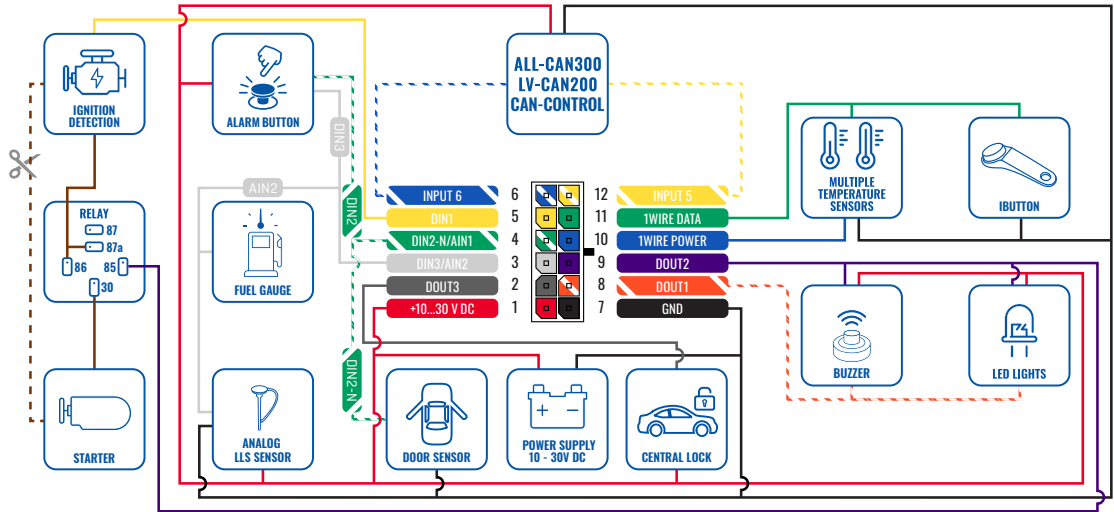 ALL-CAN300
LV-CAN200
CAN-CONTROL
IGNITION
DETECTION
ALARM BUTTON
DIN3
AIN2
DIN2
MULTIPLE
TEMPERATURE
SENSORS
IBUTTON
INPUT 6
6
12
INPUT 5
DIN1
5
11
1WIRE DATA
DIN2-N/AIN1
4
10
1WIRE POWER
DIN3/AIN2
3
9
DOUT2
DOUT3
2
8
DOUT1
+10...30 V DC
1
7
GND
RELAY
87
87a
86
85
30
FUEL GAUGE
DIN2-N
BUZZER
LED LIGHTS
STARTER
ANALOG
LLS SENSOR
DOOR SENSOR
POWER SUPPLY
10 - 30V DC
CENTRAL LOCK